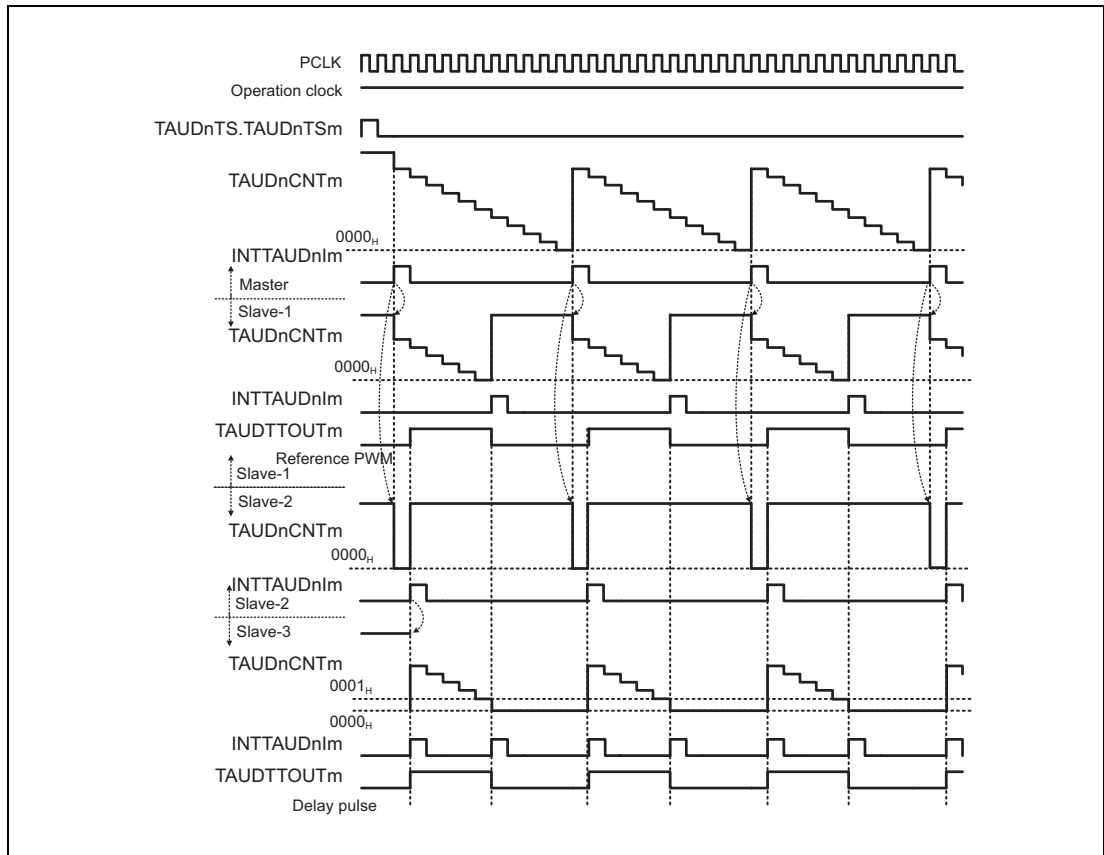 PCLK
Operation clock
TAUDnTS.TAUDnTSm
TAUDnCNTm
0000H
INTTAUDnIm
Master
Slave-1
TAUDnCNTm
0000H
INTTAUDnIm
TAUDTTOUTm
Reference PWM
Slave-1
Slave-2
TAUDnCNTm
0000H
INTTAUDnIm
Slave-2
Slave-3
TAUDnCNTm
0001H
0000H
INTTAUDnIm
TAUDTTOUTm
Delay pulse